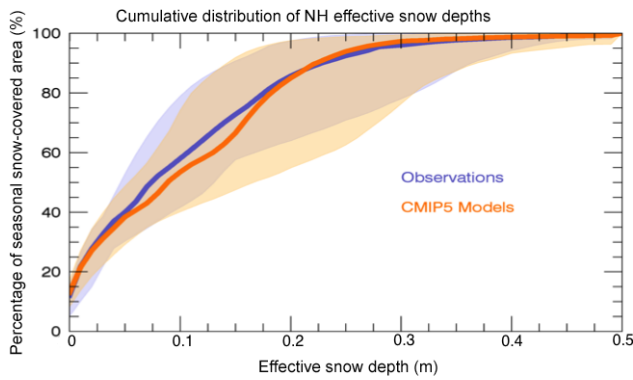 Cumulative distribution of NH effective snow depths
Percentage of seasonal snow-covered area (%)
100
80
60
40
20
0
Observations
CMIP5 Models
0 0.1 0.2 0.3 0.4 0.5
Effective snow depth (m)